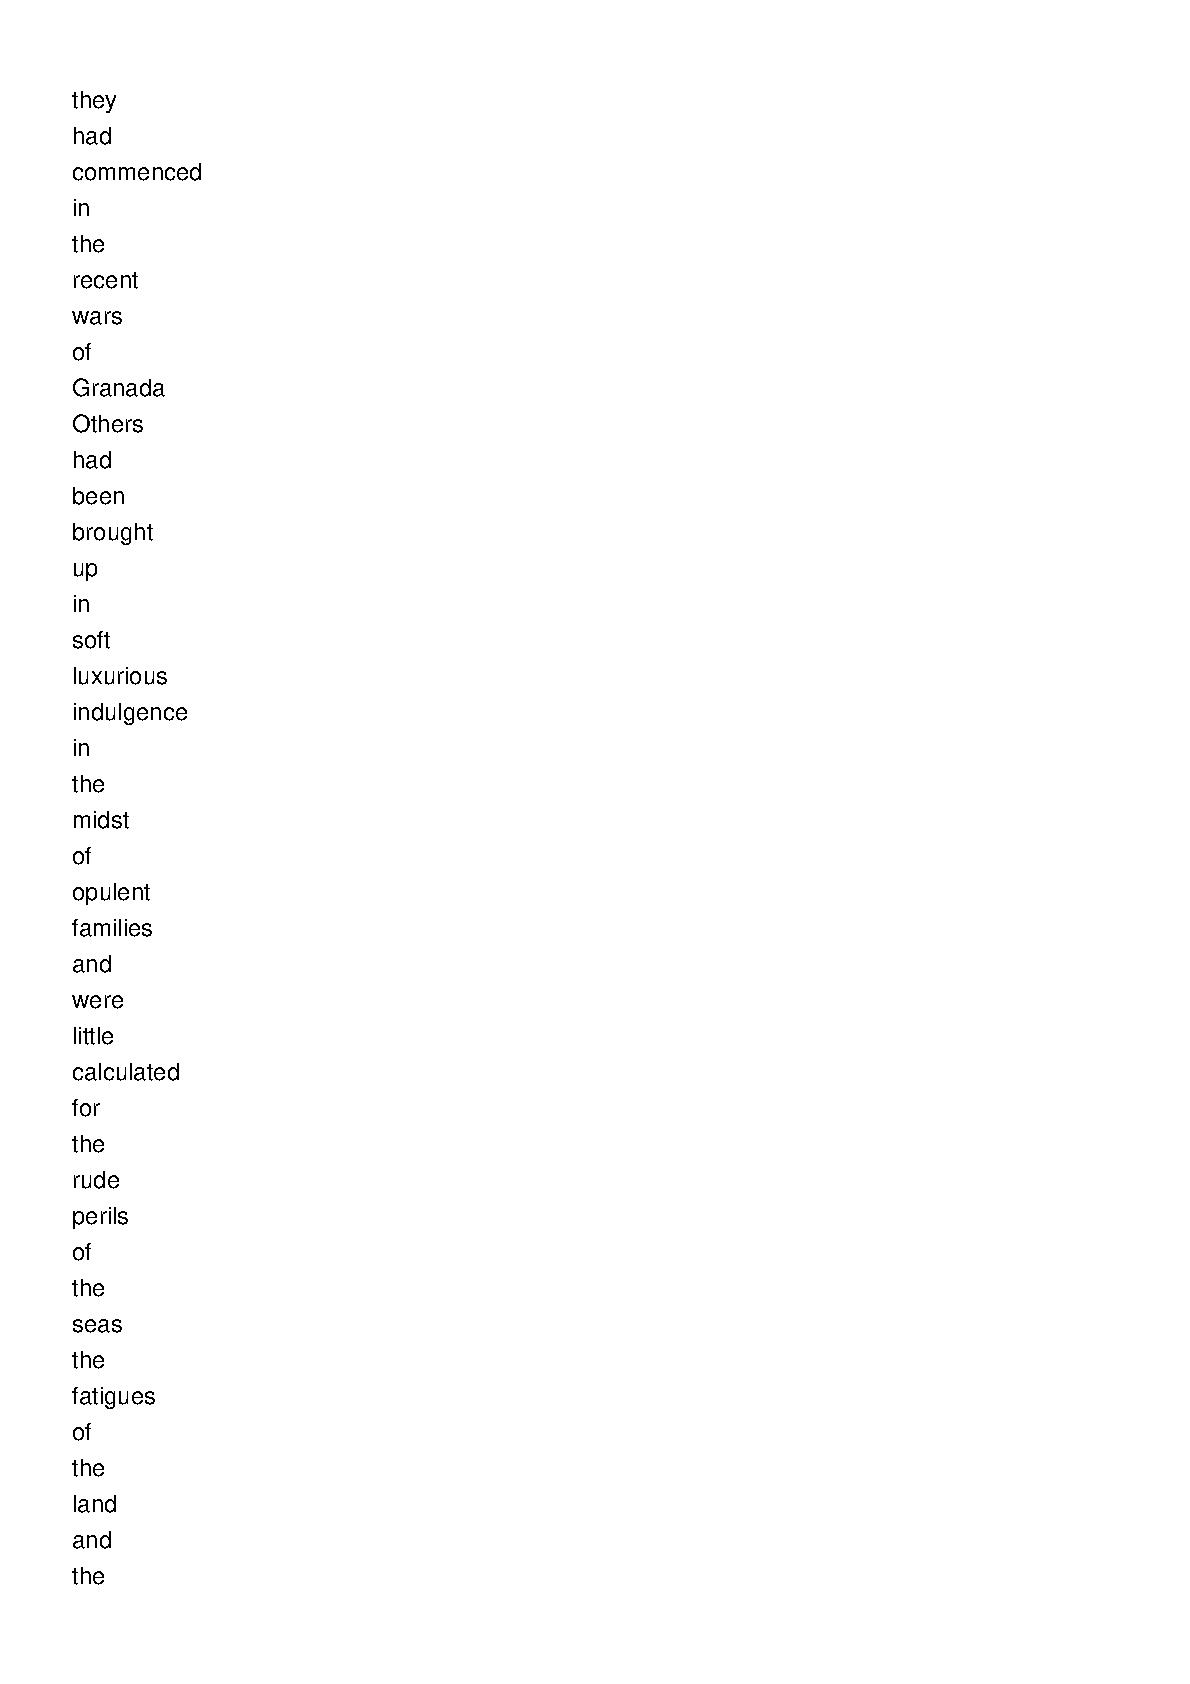 they
had
commenced
in
the
recent
wars
of
Granada
Others
had
been
brought
up
in
soft
luxurious
indulgence
in
the
midst
of
opulent
families
and
were
little
calculated
for
the
rude
perils
of
the
seas
the
fatigues
of
the
land
and
the